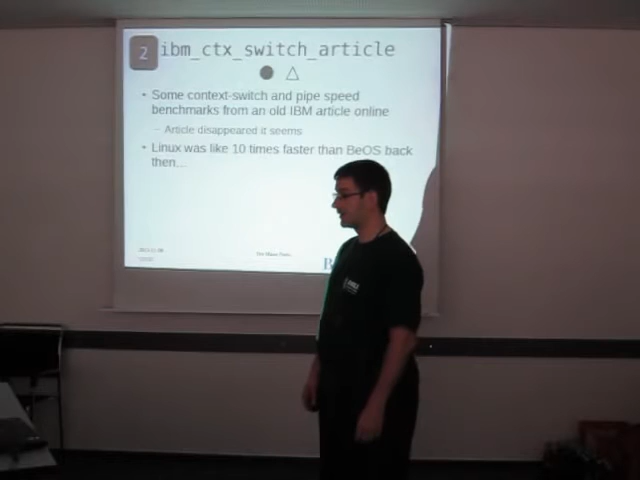 2
ibm_ctx_switch_article
Some context-switch and pipe speed
benchmarks from an old IBM article online
Article disappeared it seems
Linux was like 10 times faster than BeOS back
then...